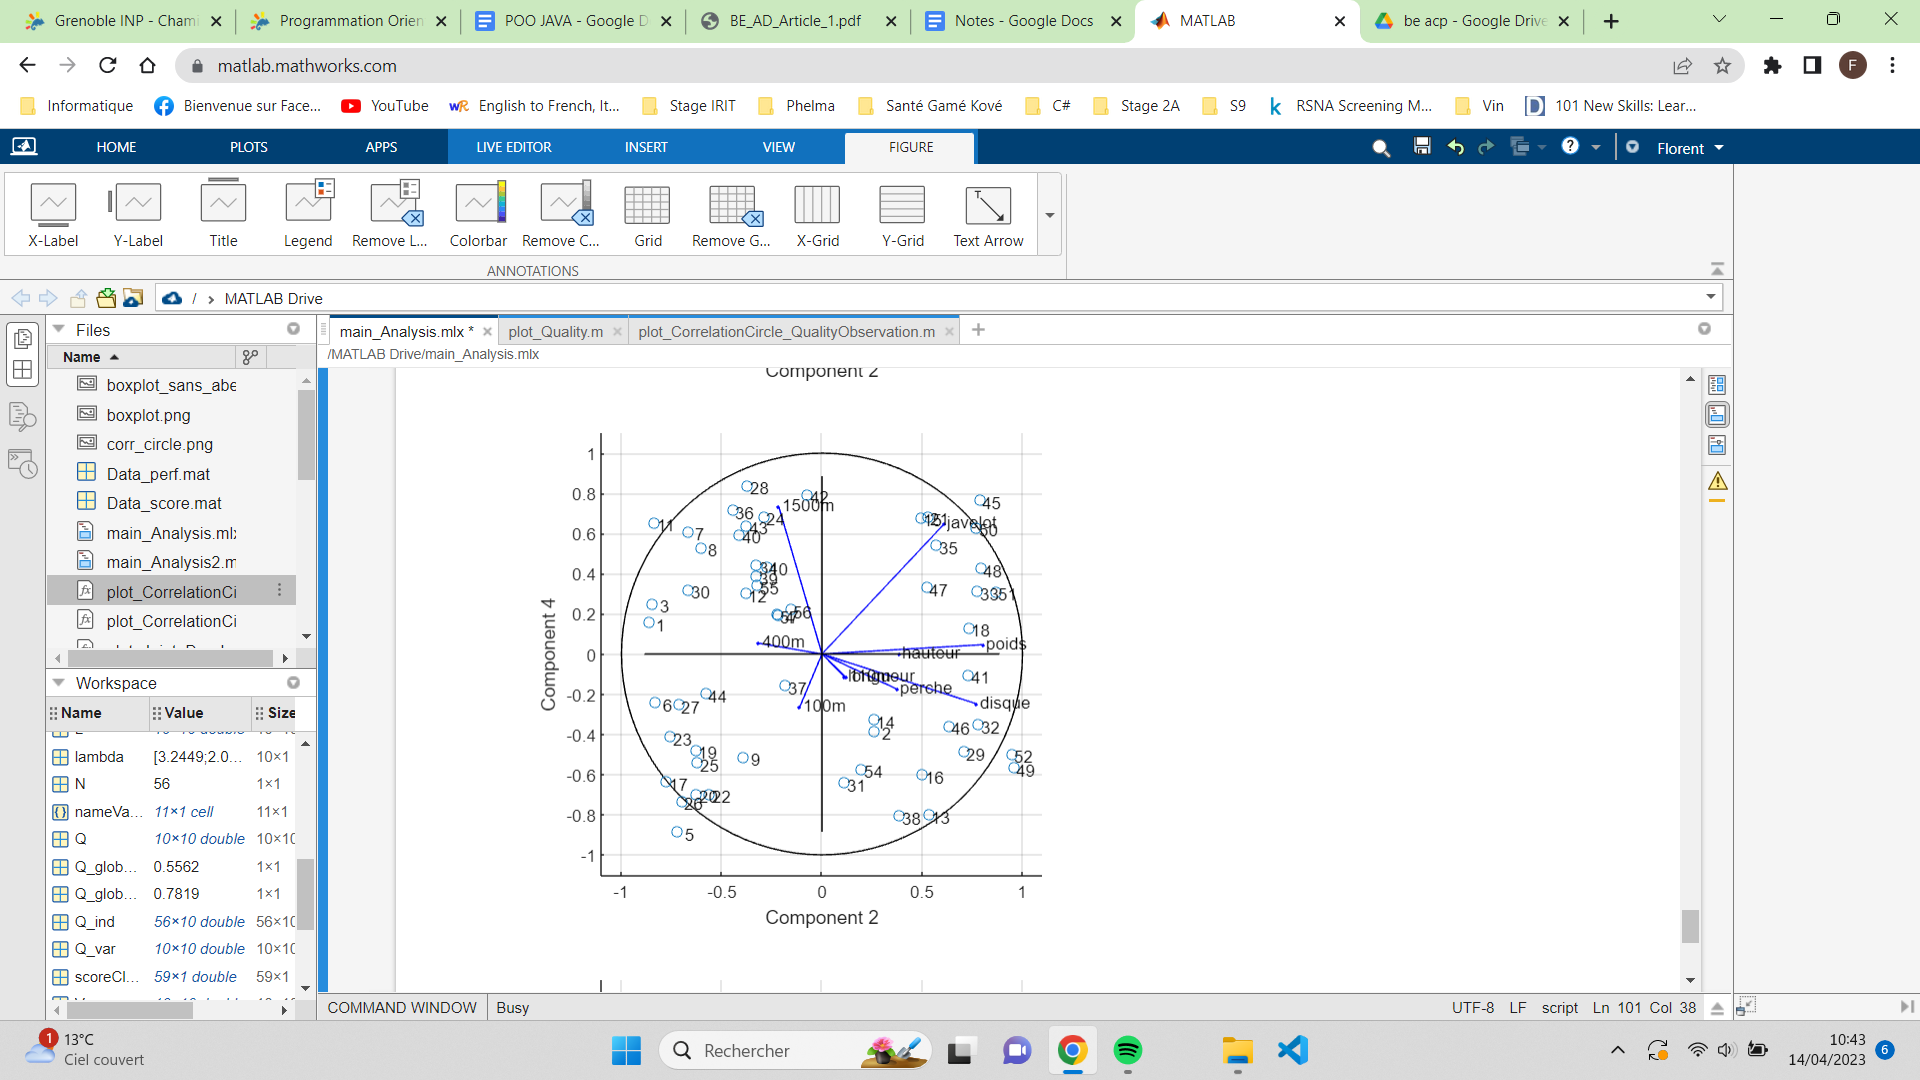 Grenoble INP - Chami
Programmation Orien
POO JAVA - Google D
BE_AD_Article_1.pdf
Notes - Google Docs
MATLAB
be acp - Google Drive
matlab.mathworks.com
F
Informatique
Bienvenue sur Face...
YouTube
English to French, It...
Stage IRIT
Phelma
Santé Gamé Kové
C#
Stage 2A
S9
RSNA Screening M...
Vin
101 New Skills: Lear...
HOME
PLOTS
APPS
LIVE EDITOR
INSERT
VIEW
FIGURE
Florent
X-Label
Y-Label
Title
Legend
Remove L...
Colorbar
Remove C...
Grid
Remove G...
X-Grid
Y-Grid
Text Arrow
ANNOTATIONS
/ › MATLAB Drive
Files
main_Analysis.mlx *
plot_Quality.m
plot_CorrelationCircle_QualityObservation.m
/MATLAB Drive/main_Analysis.mlx
Name
boxplot_sans_abe
boxplot.png
corr_circle.png
Data_perf.mat
Data_score.mat
main_Analysis.ml
main_Analysis2.m
plot_CorrelationCi
plot_CorrelationCi
Workspace
Name Value Size
lambda [3.2449;2.0... 10×1
N 56 1×1
nameVa... 11×1 cell 11×1
Q 10×10 double 10×10
Q_glob... 0.5562 1×1
Q_glob... 0.7819 1×1
Q_ind 56×10 double 56×10
Q_var 10×10 double 10×10
scoreCl... 59×1 double 59×1
Component 2
Component 4
1
0.8
0.6
0.4
0.2
0
-0.2
-0.4
-0.6
-0.8
-1
28
42
1500m
45
36
24
11
43
javelot
50
7
40
8
35
48
39
55
12
30
47
51
3
56
1
18
400m
poids
hautour
41
perche
37
44
6
27
100m
disque
14
2
46
32
23
19
25
9
29
52
49
54
16
17
31
22
26
38
13
5
-1
-0.5
0
0.5
1
Component 2
COMMAND WINDOW
Busy
UTF-8 LF script Ln 101 Col 38
1
13°C
Ciel couvert
Rechercher
10:43
14/04/2023
6